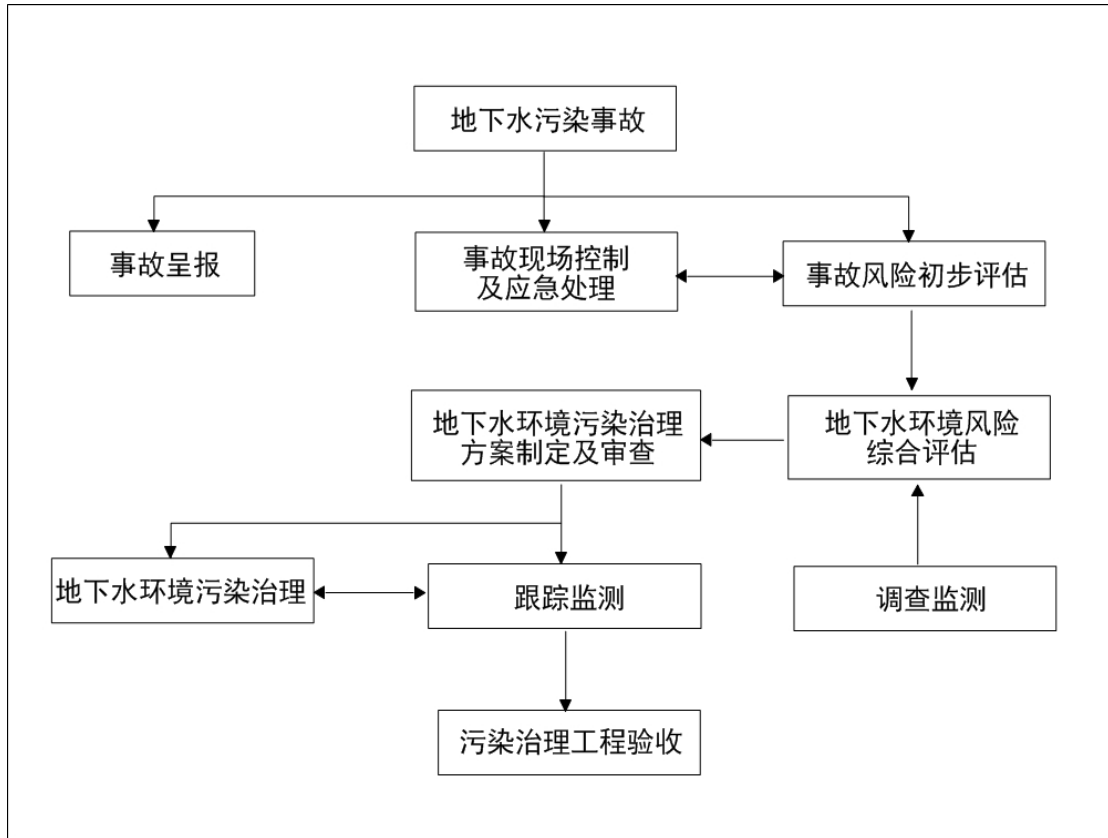 地下水污染事故
事故呈报
事故现场控制
及应急处理
事故风险初步评估
地下水环境污染治理
方案制定及审查
地下水环境风险
综合评估
地下水环境污染治理
跟踪监测
调查监测
污染治理工程验收